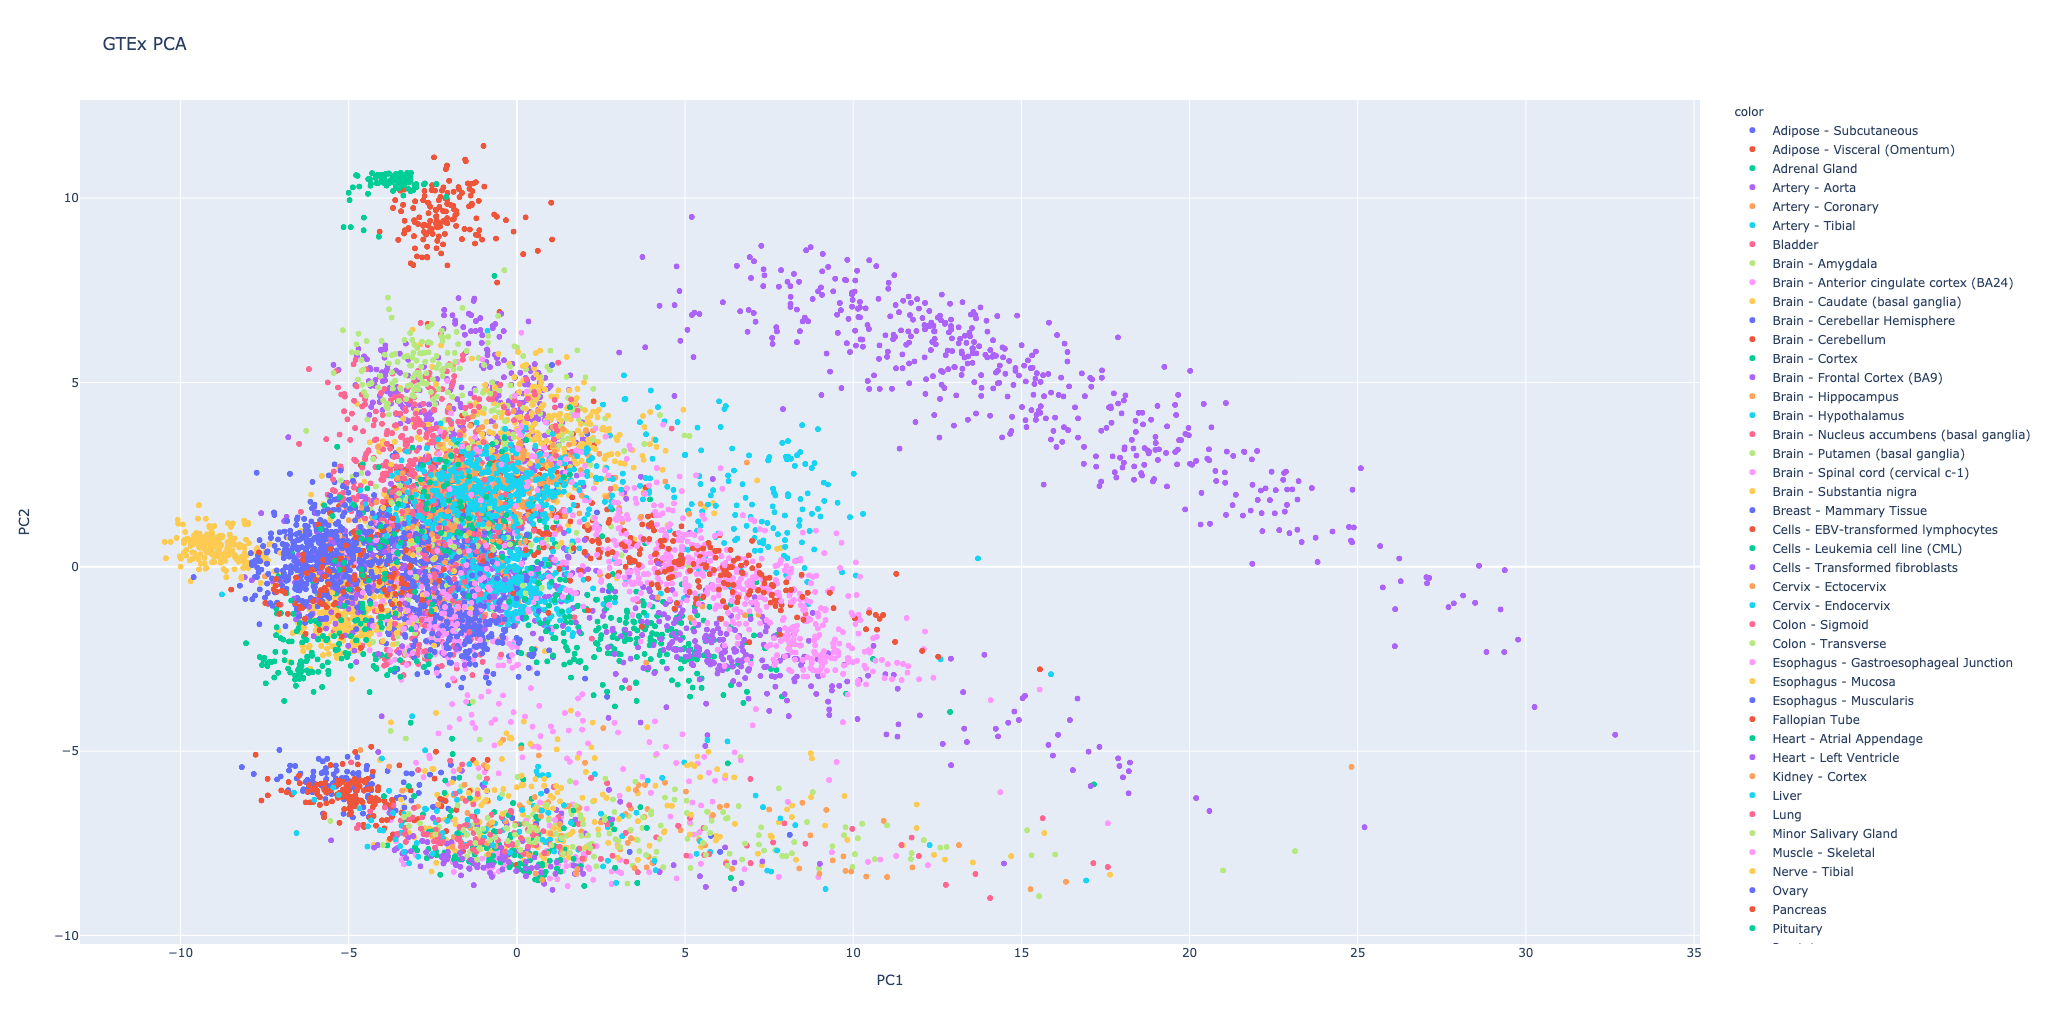 GTEx PCA
color
Adipose - Subcutaneous
Adipose - Visceral (Omentum)
Adrenal Gland
Artery - Aorta
Artery - Coronary
Artery - Tibial
Bladder
Brain - Amygdala
Brain - Anterior cingulate cortex (BA24)
Brain - Caudate (basal ganglia)
Brain - Cerebellar Hemisphere
Brain - Cerebellum
Brain - Cortex
Brain - Frontal Cortex (BA9)
Brain - Hippocampus
Brain - Hypothalamus
Brain - Nucleus accumbens (basal ganglia)
Brain - Putamen (basal ganglia)
Brain - Spinal cord (cervical c-1)
Brain - Substantia nigra
Breast - Mammary Tissue
Cells - EBV-transformed lymphocytes
Cells - Leukemia cell line (CML)
Cells - Transformed fibroblasts
Cervix - Ectocervix
Cervix - Endocervix
Colon - Sigmoid
Colon - Transverse
Esophagus - Gastroesophageal Junction
Esophagus - Mucosa
Esophagus - Muscularis
Fallopian Tube
Heart - Atrial Appendage
Heart - Left Ventricle
Kidney - Cortex
Liver
Lung
Minor Salivary Gland
Muscle - Skeletal
Nerve - Tibial
Ovary
Pancreas
Pituitary
PC2
10
5
0
−5
−10
−10 −5 0 5 10 15 20 25 30 35
PC1